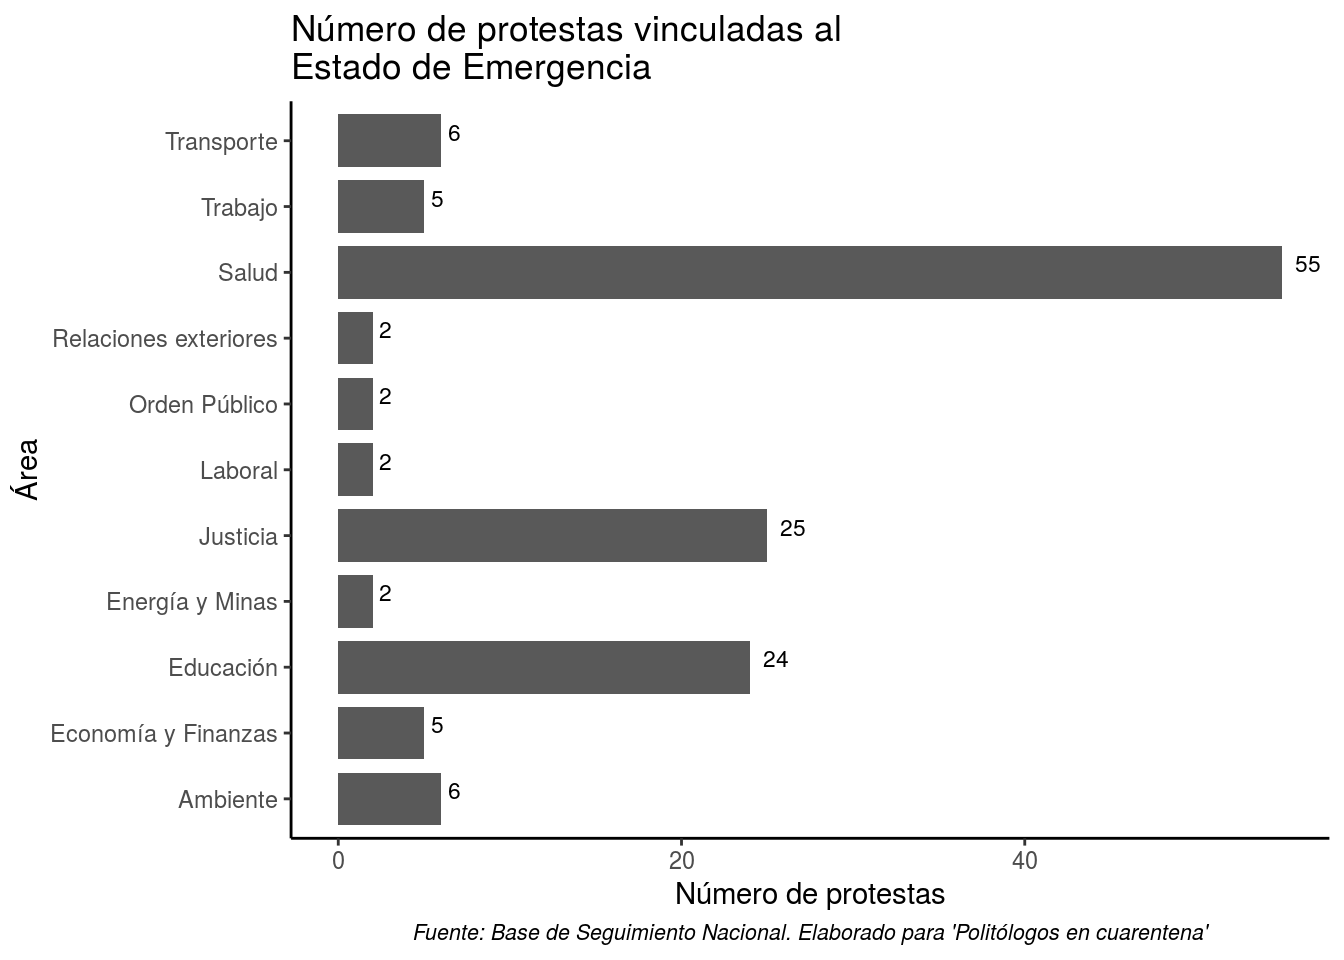 Número de protestas vinculadas al
Estado de Emergencia
Transporte 6
Trabajo 5
Salud 55
Relaciones exteriores 2
Orden Público 2
Laboral 2
Justicia 25
Energía y Minas 2
Educación 24
Economía y Finanzas 5
Ambiente 6
Área
0 20 40
Número de protestas
Fuente: Base de Seguimiento Nacional. Elaborado para 'Politólogos en cuarentena'